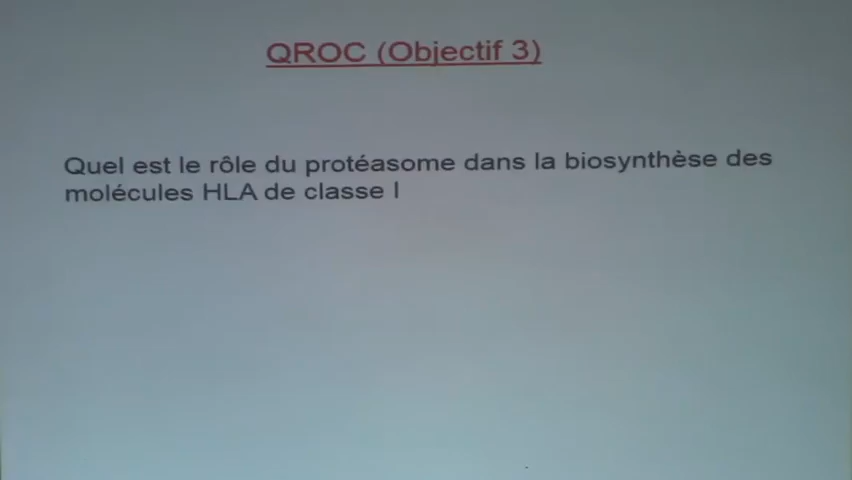 QROC (Objectif 3)
Quel est le rôle du protéasome dans la biosynthèse des
molécules HLA de classe I